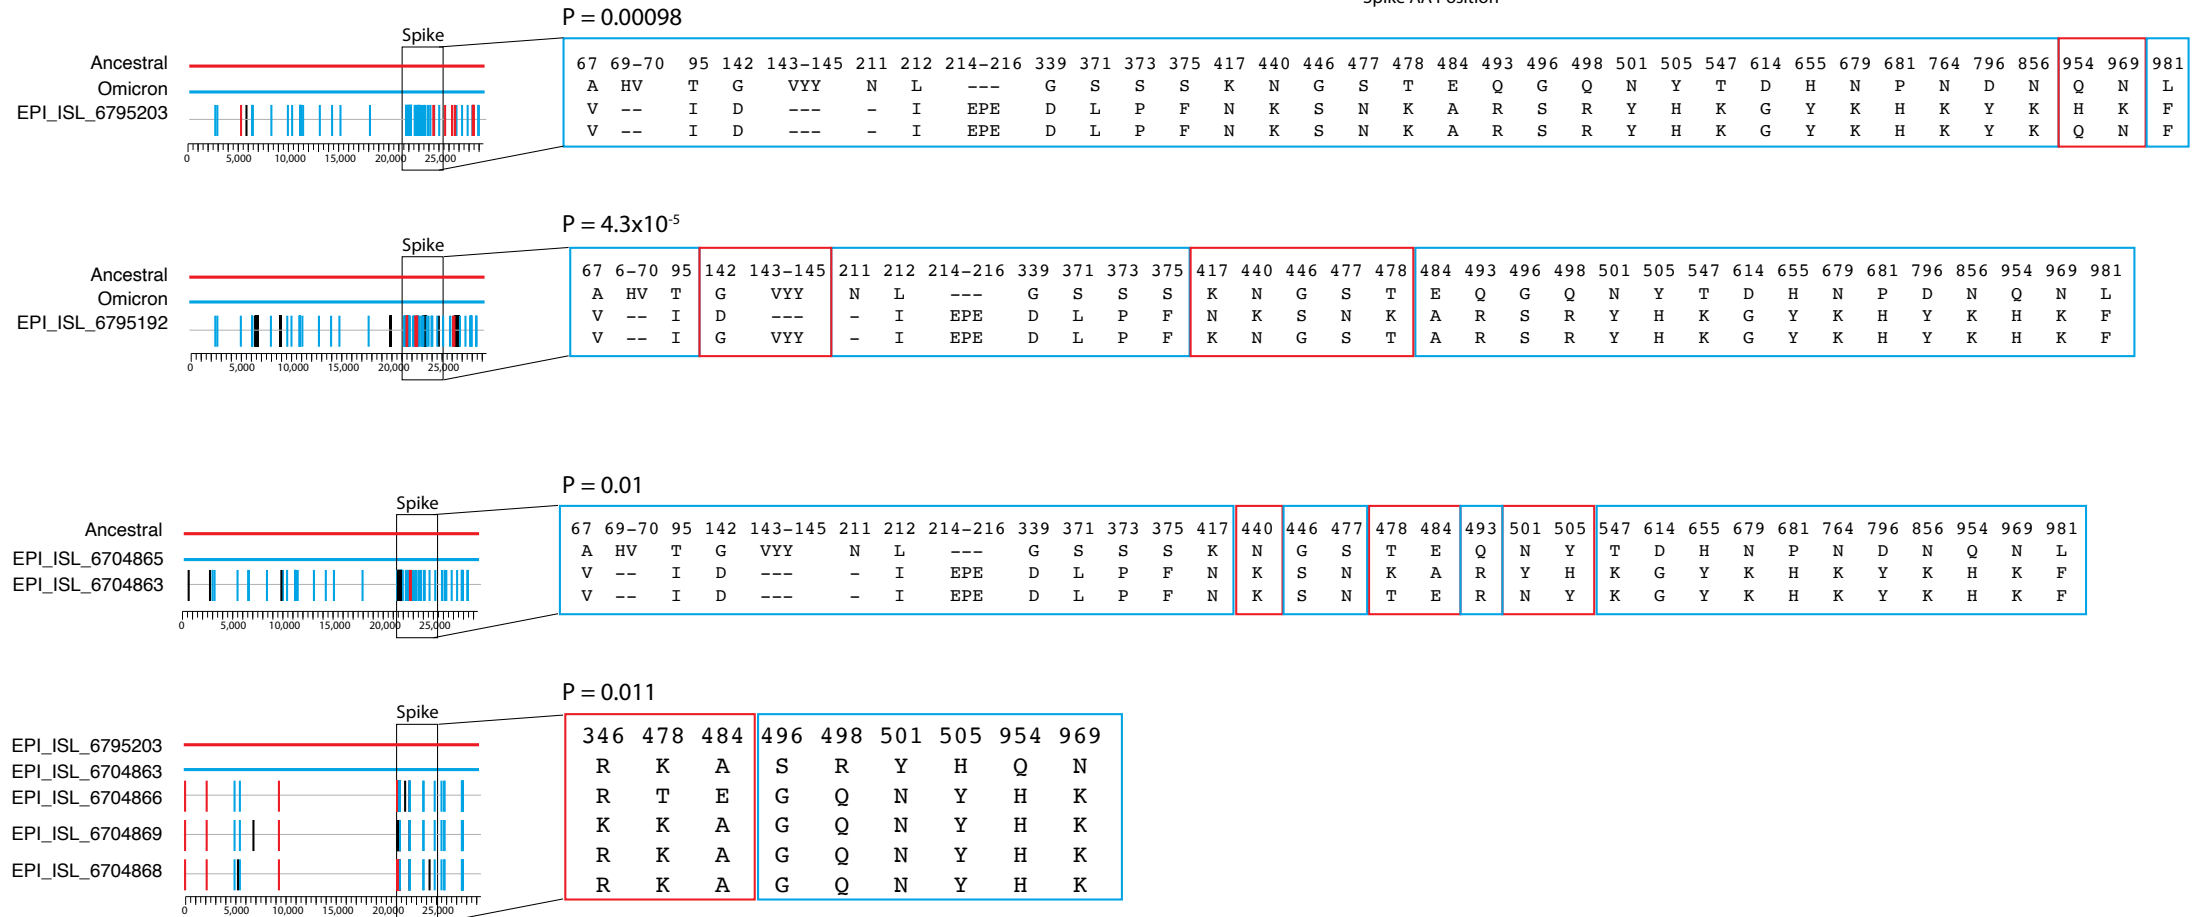 Spike AA Position
P = 0.00098
Spike
Ancestral
Omicron
EPI_ISL_6795203
0 5,000 10,000 15,000 20,000 25,000
67 69-70 95 142 143-145 211 212 214-216 339 371 373 375 417 440 446 477 478 484 493 496 498 501 505 547 614 655 679 681 764 796 856 954 969 981
A HV T G VYY N L --- G S S S K N G S T E Q G Q N Y T D H N P N D N Q N L
V -- I D --- - I EPE D L P F N K S N K A R S R Y H K G Y K H K Y K H K F
V -- I D --- - I EPE D L P F N K S N K A R S R Y H K G Y K H K Y K Q N F
P = 4.3x10-5
Spike
Ancestral
Omicron
EPI_ISL_6795192
0 5,000 10,000 15,000 20,000 25,000
67 6-70 95 142 143-145 211 212 214-216 339 371 373 375 417 440 446 477 478 484 493 496 498 501 505 547 614 655 679 681 796 856 954 969 981
A HV T G VYY N L --- G S S S K N G S T E Q G Q N Y T D H N P D N Q N L
V -- I D --- - I EPE D L P F N K S N K A R S R Y H K G Y K H Y K H K F
V -- I G VYY - I EPE D L P F K N G S T A R S R Y H K G Y K H Y K H K F
P = 0.01
Spike
Ancestral
EPI_ISL_6704865
EPI_ISL_6704863
0 5,000 10,000 15,000 20,000 25,000
67 69-70 95 142 143-145 211 212 214-216 339 371 373 375 417 440 446 477 478 484 493 501 505 547 614 655 679 681 764 796 856 954 969 981
A HV T G VYY N L --- G S S S K N G S T E Q N Y T D H N P N D N Q N L
V -- I D --- - I EPE D L P F N K S N K A R Y H K G Y K H K Y K H K F
V -- I D --- - I EPE D L P F N K S N T E R N Y K G Y K H K Y K H K F
P = 0.011
Spike
EPI_ISL_6795203
EPI_ISL_6704863
EPI_ISL_6704866
EPI_ISL_6704869
EPI_ISL_6704868
0 5,000 10,000 15,000 20,000 25,000
346 478 484 496 498 501 505 954 969
R K A S R Y H Q N
R T E G Q N Y H K
K K A G Q N Y H K
R K A G Q N Y H K
R K A G Q N Y H K